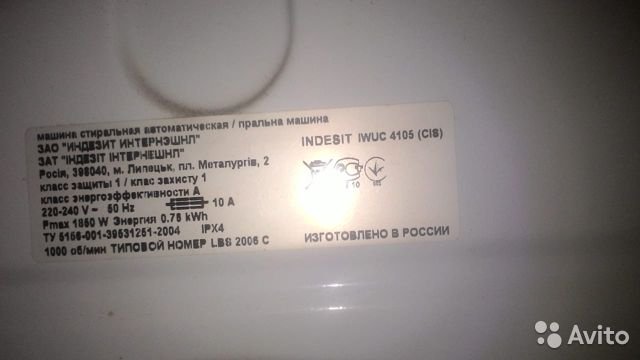 машина стиральная автоматическая / пральна машина
ЗАО "ИНДЕЗИТ ИНТЕРНЭШНЛ"
ЗАТ "ІНДЕЗІТ ІНТЕРНЕШНЛ"
INDESIT IWUC 4105 (CIS)
Росія, 398040, м. Липецьк, пл. Металургів, 2
класс защиты 1 / клас захисту 1
класс энергоэффективности А
220-240 V ~ 50 Hz 10 A
Pmax 1850 W Энергия 0.76 kWh
ТУ 5156-001-39531251-2004 IPX4
1000 об/мин ТИПОВОЙ НОМЕР LBS 2006 C
ИЗГОТОВЛЕНО В РОССИИ
Avito